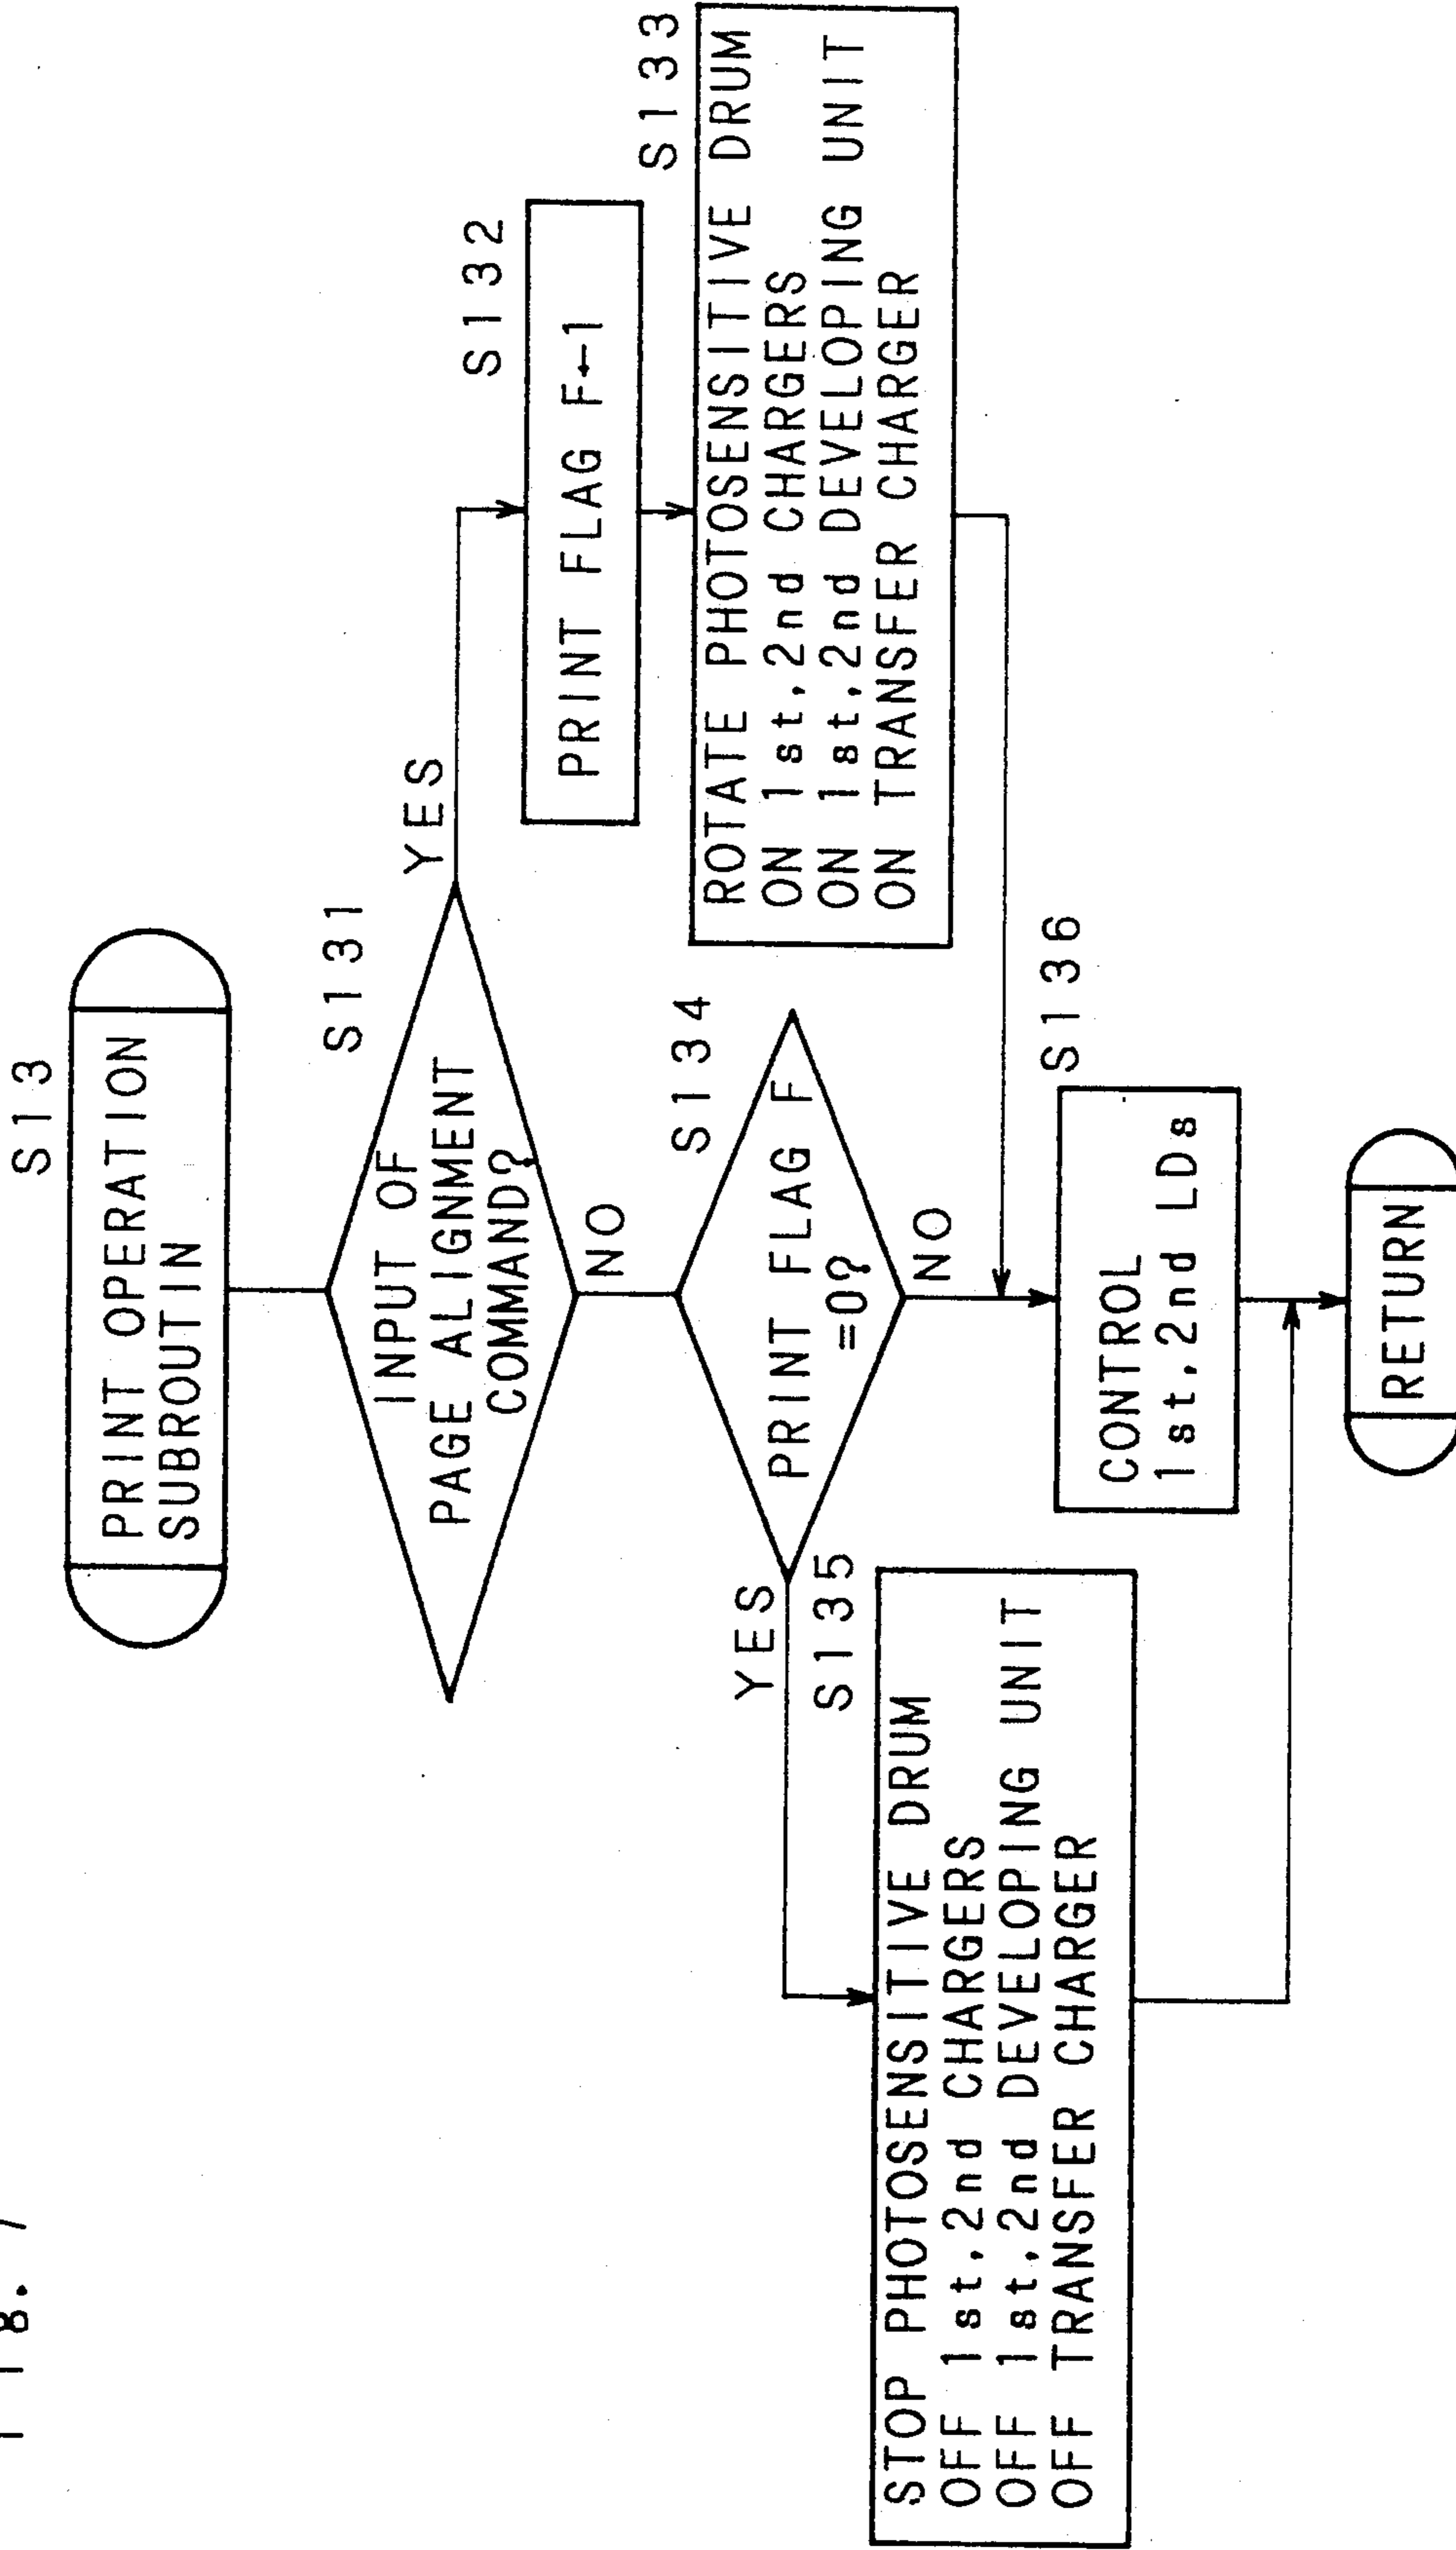 S13
PRINT OPERATION
SUBROUTIN
S131
INPUT OF
PAGE ALIGNMENT
COMMAND?
YES
NO
S132
PRINT FLAG F←1
S133
ROTATE PHOTOSENSITIVE DRUM
ON 1st,2nd CHARGERS
ON 1st,2nd DEVELOPING UNIT
ON TRANSFER CHARGER
S134
PRINT FLAG F
=0?
YES
NO
S135
STOP PHOTOSENSITIVE DRUM
OFF 1st,2nd CHARGERS
OFF 1st,2nd DEVELOPING UNIT
OFF TRANSFER CHARGER
S136
CONTROL
1st,2nd LDs
RETURN